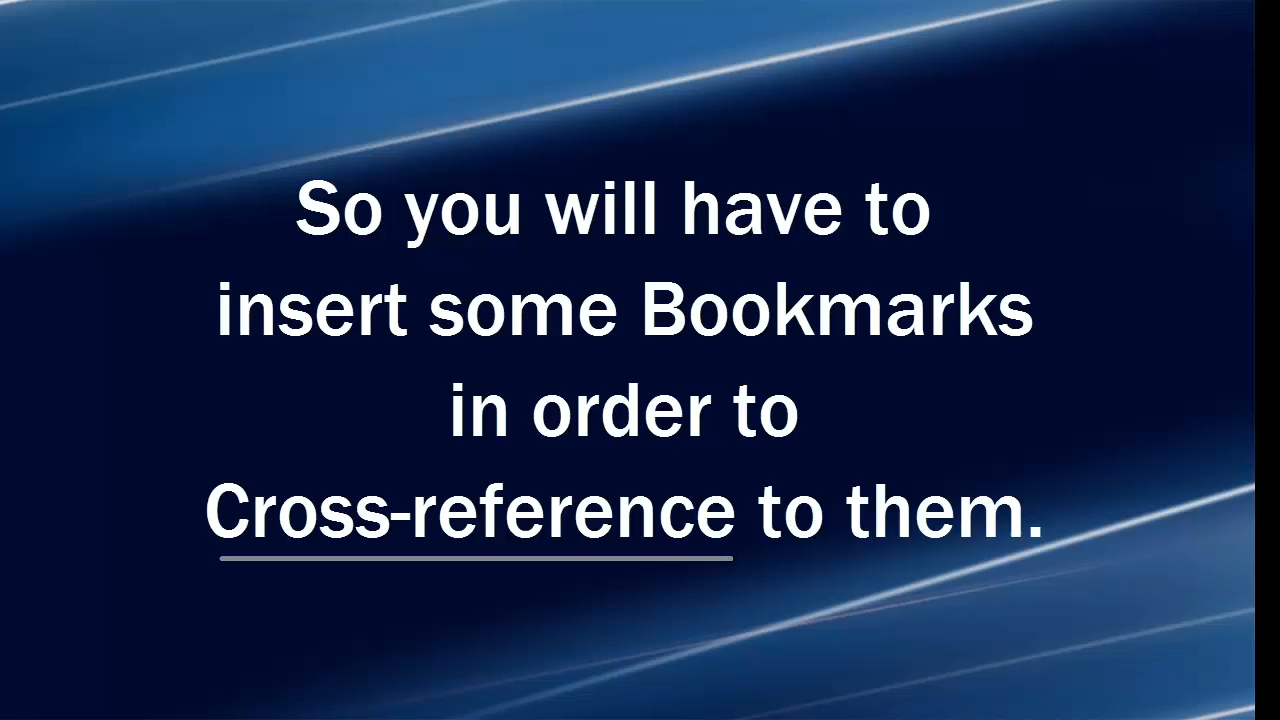 So you will have to
insert some Bookmarks
in order to
Cross-reference to them.